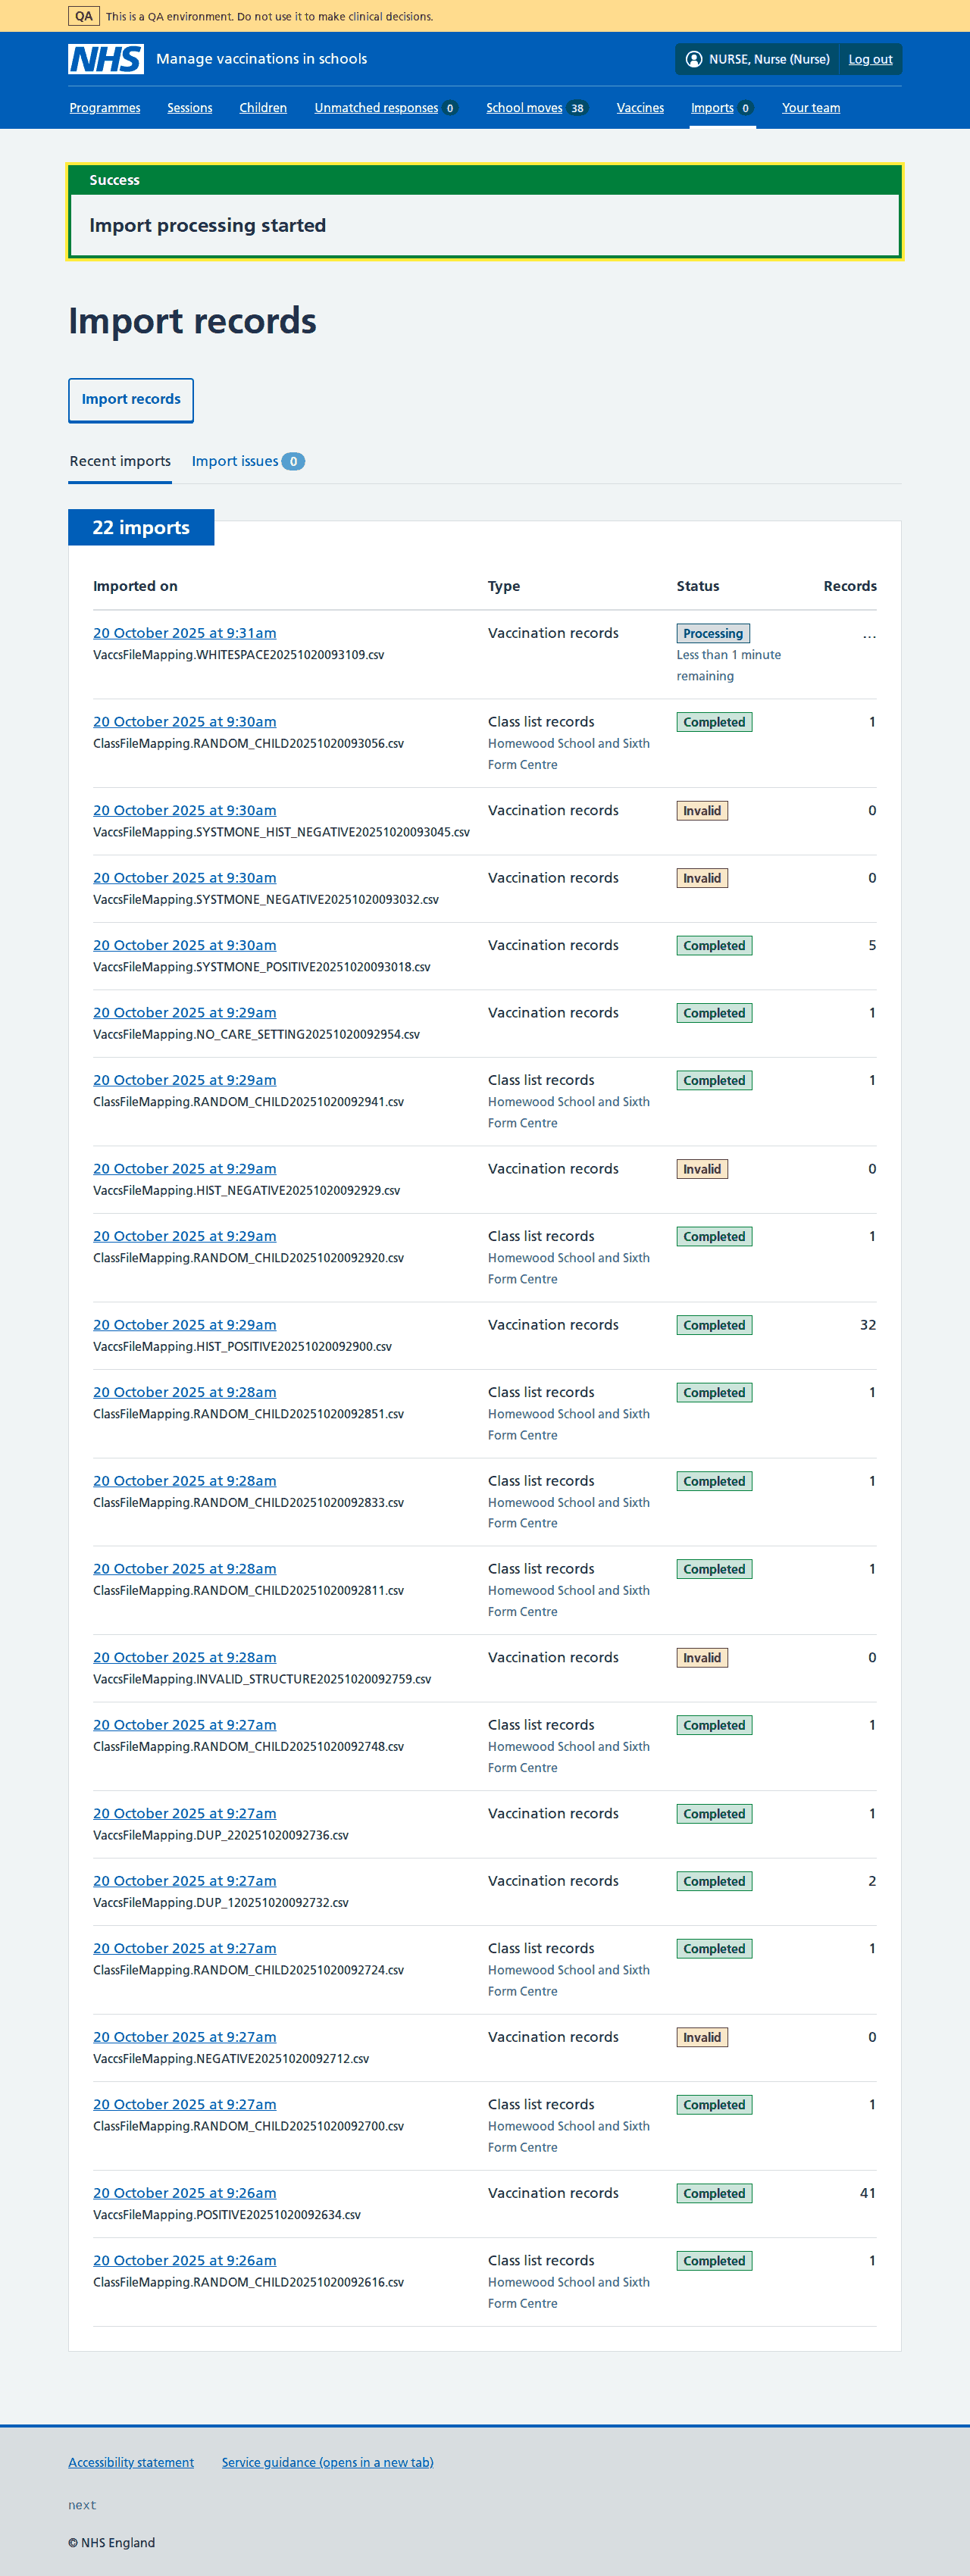 QA This is a QA environment. Do not use it to make clinical decisions.
NHS Manage vaccinations in schools NURSE, Nurse (Nurse) Log out
Programmes Sessions Children Unmatched responses 0 School moves 38 Vaccines Imports 0 Your team
Success
Import processing started
Import records
Import records
Recent imports Import issues 0
22 imports
Imported on Type Status Records
20 October 2025 at 9:31am Vaccination records Processing ...
VaccsFileMapping.WHITESPACE20251020093109.csv Less than 1 minute
remaining
20 October 2025 at 9:30am Class list records Completed 1
ClassFileMapping.RANDOM_CHILD20251020093056.csv Homewood School and Sixth
Form Centre
20 October 2025 at 9:30am Vaccination records Invalid 0
VaccsFileMapping.SYSTMONE_HIST_NEGATIVE20251020093045.csv
20 October 2025 at 9:30am Vaccination records Invalid 0
VaccsFileMapping.SYSTMONE_NEGATIVE20251020093032.csv
20 October 2025 at 9:30am Vaccination records Completed 5
VaccsFileMapping.SYSTMONE_POSITIVE20251020093018.csv
20 October 2025 at 9:29am Vaccination records Completed 1
VaccsFileMapping.NO_CARE_SETTING20251020092954.csv
20 October 2025 at 9:29am Class list records Completed 1
ClassFileMapping.RANDOM_CHILD20251020092941.csv Homewood School and Sixth
Form Centre
20 October 2025 at 9:29am Vaccination records Invalid 0
VaccsFileMapping.HIST_NEGATIVE20251020092929.csv
20 October 2025 at 9:29am Class list records Completed 1
ClassFileMapping.RANDOM_CHILD20251020092920.csv Homewood School and Sixth
Form Centre
20 October 2025 at 9:29am Vaccination records Completed 32
VaccsFileMapping.HIST_POSITIVE20251020092900.csv
20 October 2025 at 9:28am Class list records Completed 1
ClassFileMapping.RANDOM_CHILD20251020092851.csv Homewood School and Sixth
Form Centre
20 October 2025 at 9:28am Class list records Completed 1
ClassFileMapping.RANDOM_CHILD20251020092833.csv Homewood School and Sixth
Form Centre
20 October 2025 at 9:28am Class list records Completed 1
ClassFileMapping.RANDOM_CHILD20251020092811.csv Homewood School and Sixth
Form Centre
20 October 2025 at 9:28am Vaccination records Invalid 0
VaccsFileMapping.INVALID_STRUCTURE20251020092759.csv
20 October 2025 at 9:27am Class list records Completed 1
ClassFileMapping.RANDOM_CHILD20251020092748.csv Homewood School and Sixth
Form Centre
20 October 2025 at 9:27am Vaccination records Completed 1
VaccsFileMapping.DUP_220251020092736.csv
20 October 2025 at 9:27am Vaccination records Completed 2
VaccsFileMapping.DUP_120251020092732.csv
20 October 2025 at 9:27am Class list records Completed 1
ClassFileMapping.RANDOM_CHILD20251020092724.csv Homewood School and Sixth
Form Centre
20 October 2025 at 9:27am Vaccination records Invalid 0
VaccsFileMapping.NEGATIVE20251020092712.csv
20 October 2025 at 9:27am Class list records Completed 1
ClassFileMapping.RANDOM_CHILD20251020092700.csv Homewood School and Sixth
Form Centre
20 October 2025 at 9:26am Vaccination records Completed 41
VaccsFileMapping.POSITIVE20251020092634.csv
20 October 2025 at 9:26am Class list records Completed 1
ClassFileMapping.RANDOM_CHILD20251020092616.csv Homewood School and Sixth
Form Centre
Accessibility statement Service guidance (opens in a new tab)
next
© NHS England